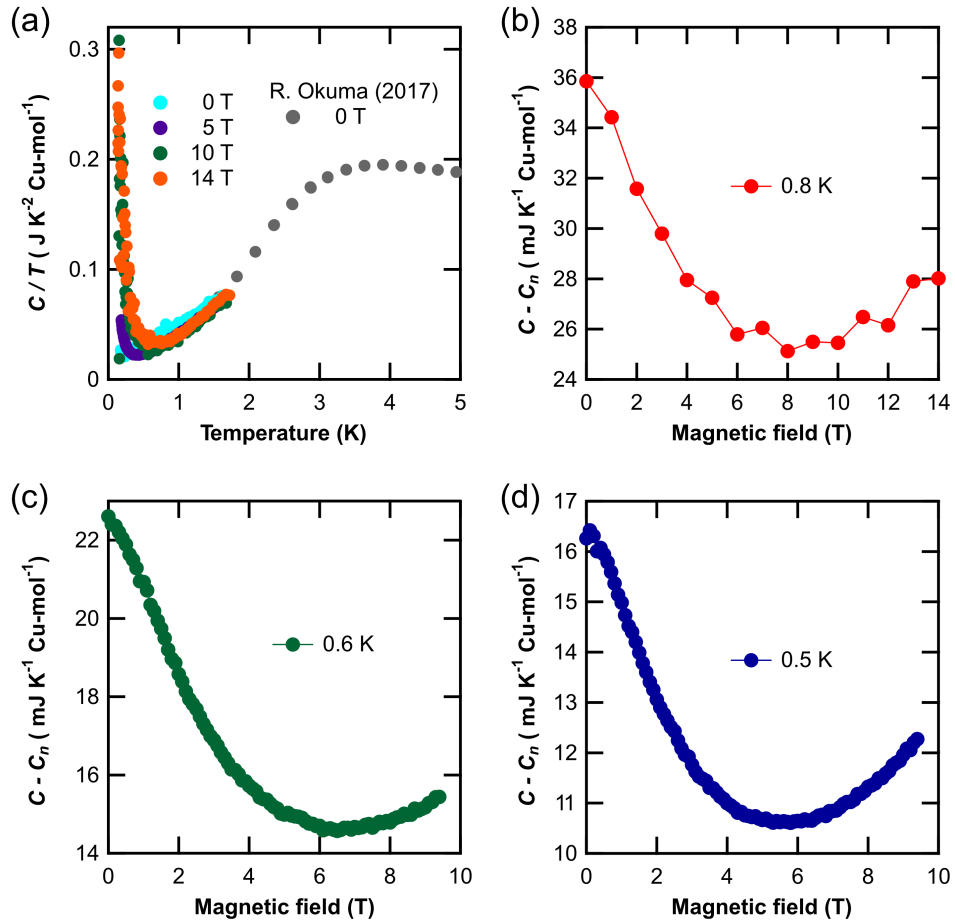 (a)
C / T ( J K⁻² Cu-mol⁻¹)
0.3
0.2
0.1
0
0 T
5 T
10 T
14 T
R. Okuma (2017)
0 T
0 1 2 3 4 5
Temperature (K)
(b)
C - Cₙ ( mJ K⁻¹ Cu-mol⁻¹)
38
36
34
32
30
28
26
24
0.8 K
0 2 4 6 8 10 12 14
Magnetic field (T)
(c)
C - Cₙ ( mJ K⁻¹ Cu-mol⁻¹)
22
20
18
16
14
0.6 K
0 2 4 6 8 10
Magnetic field (T)
(d)
C - Cₙ ( mJ K⁻¹ Cu-mol⁻¹)
17
16
15
14
13
12
11
10
0.5 K
0 2 4 6 8 10
Magnetic field (T)